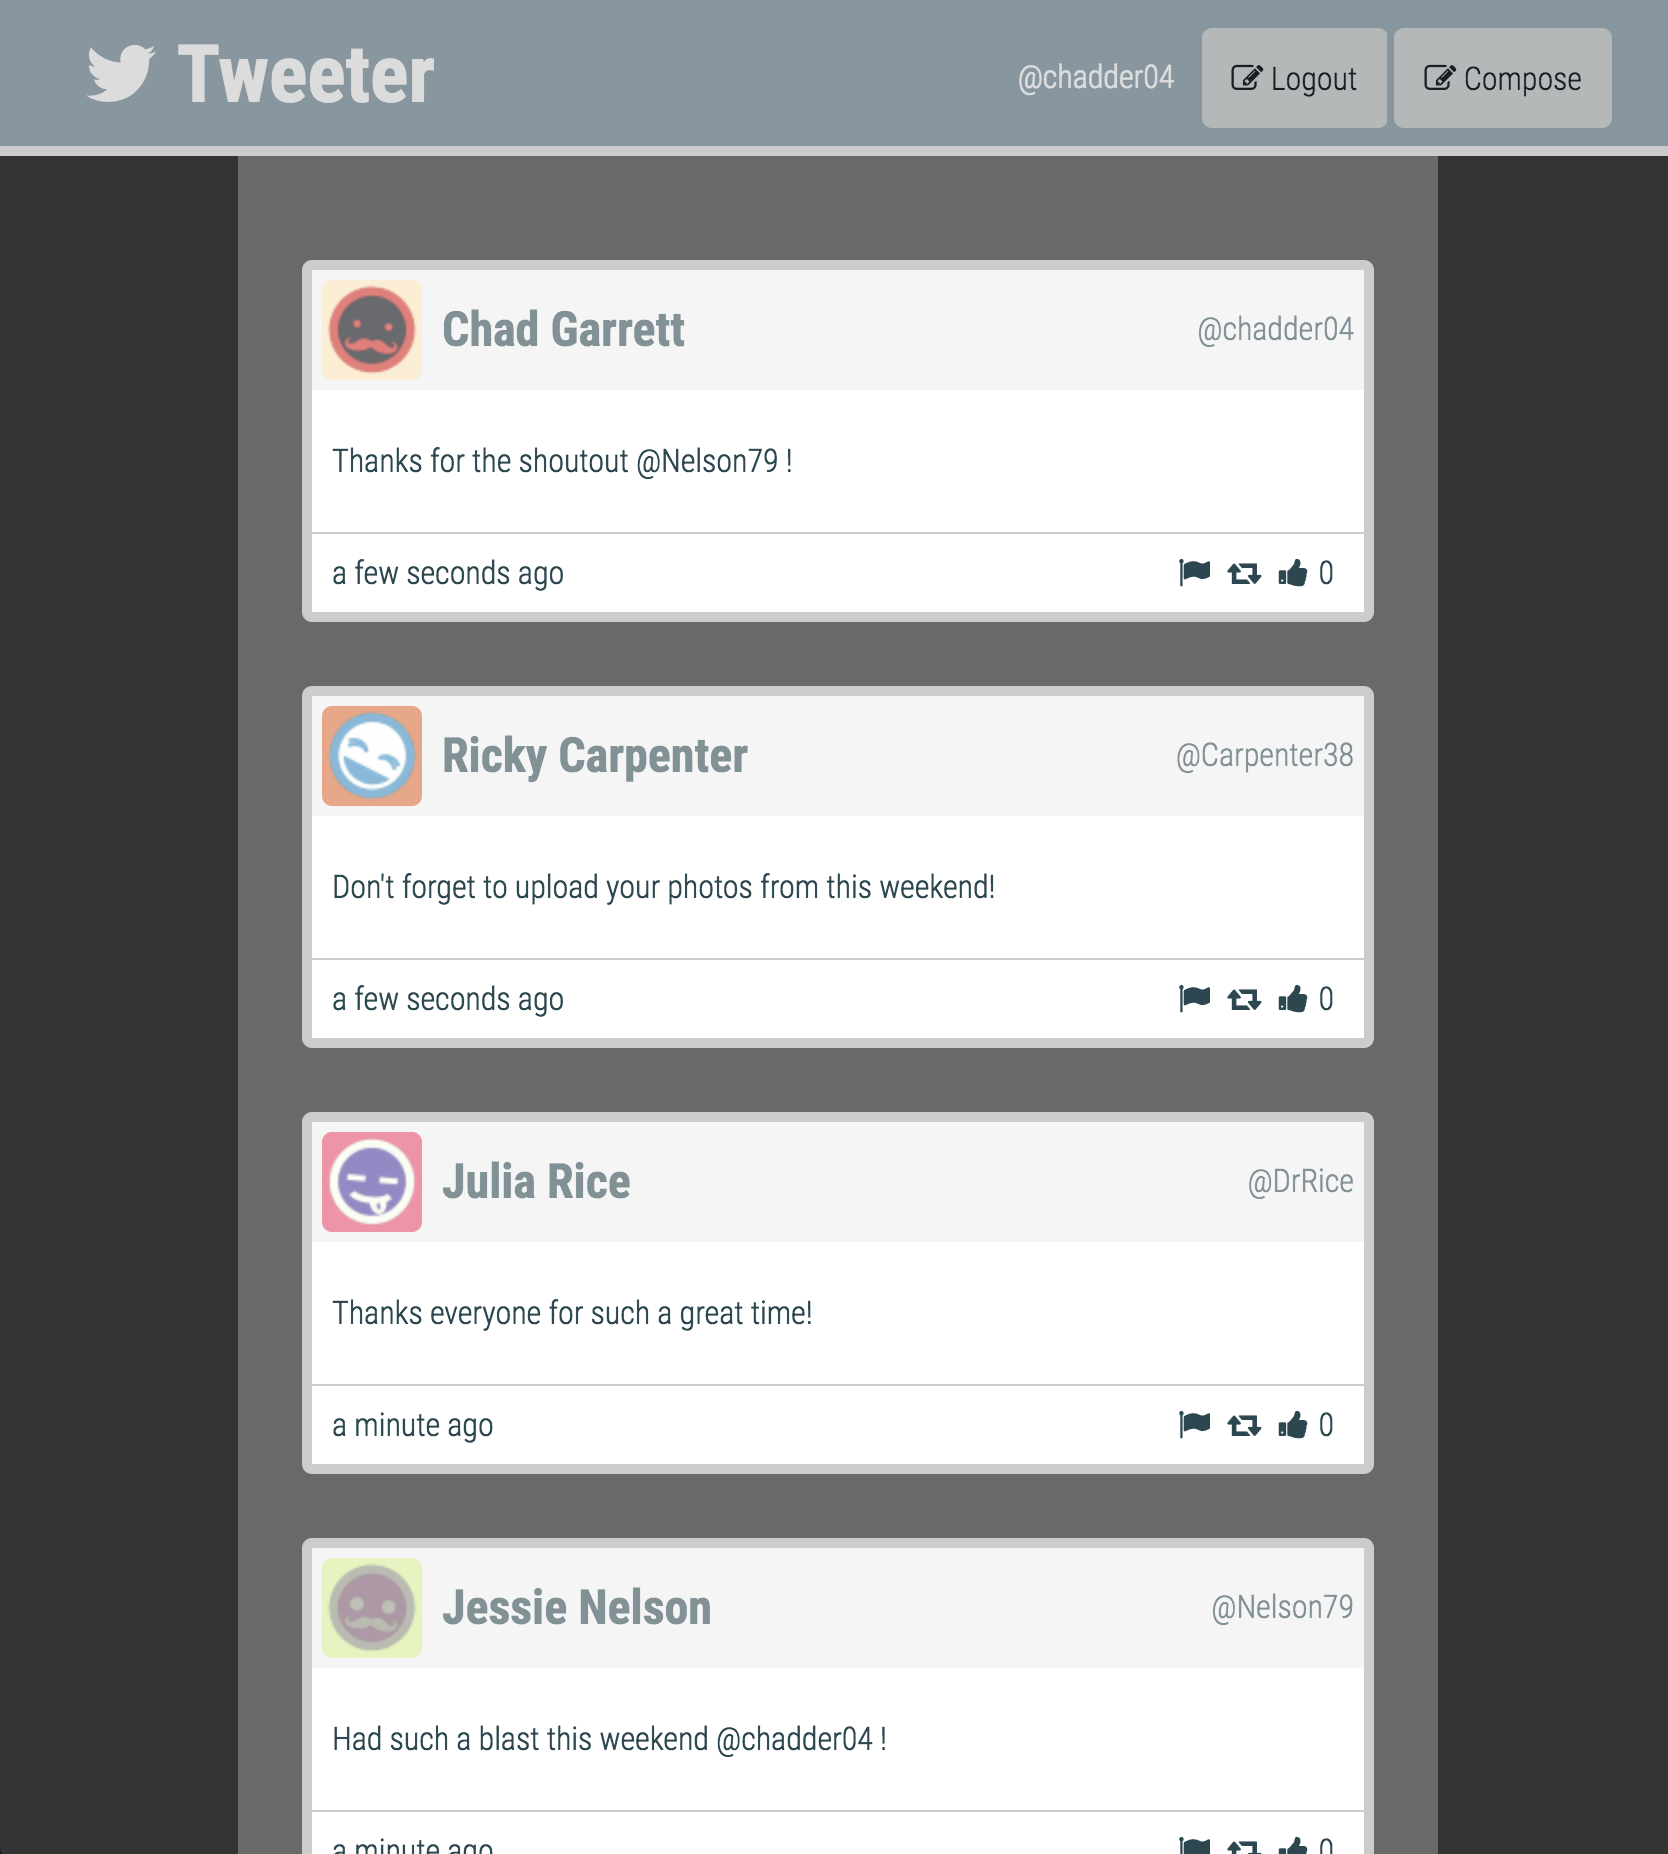 Tweeter
@chadder04 Logout Compose
Chad Garrett @chadder04
Thanks for the shoutout @Nelson79 !
a few seconds ago 0
Ricky Carpenter @Carpenter38
Don't forget to upload your photos from this weekend!
a few seconds ago 0
Julia Rice @DrRice
Thanks everyone for such a great time!
a minute ago 0
Jessie Nelson @Nelson79
Had such a blast this weekend @chadder04 !
a minute ago 0